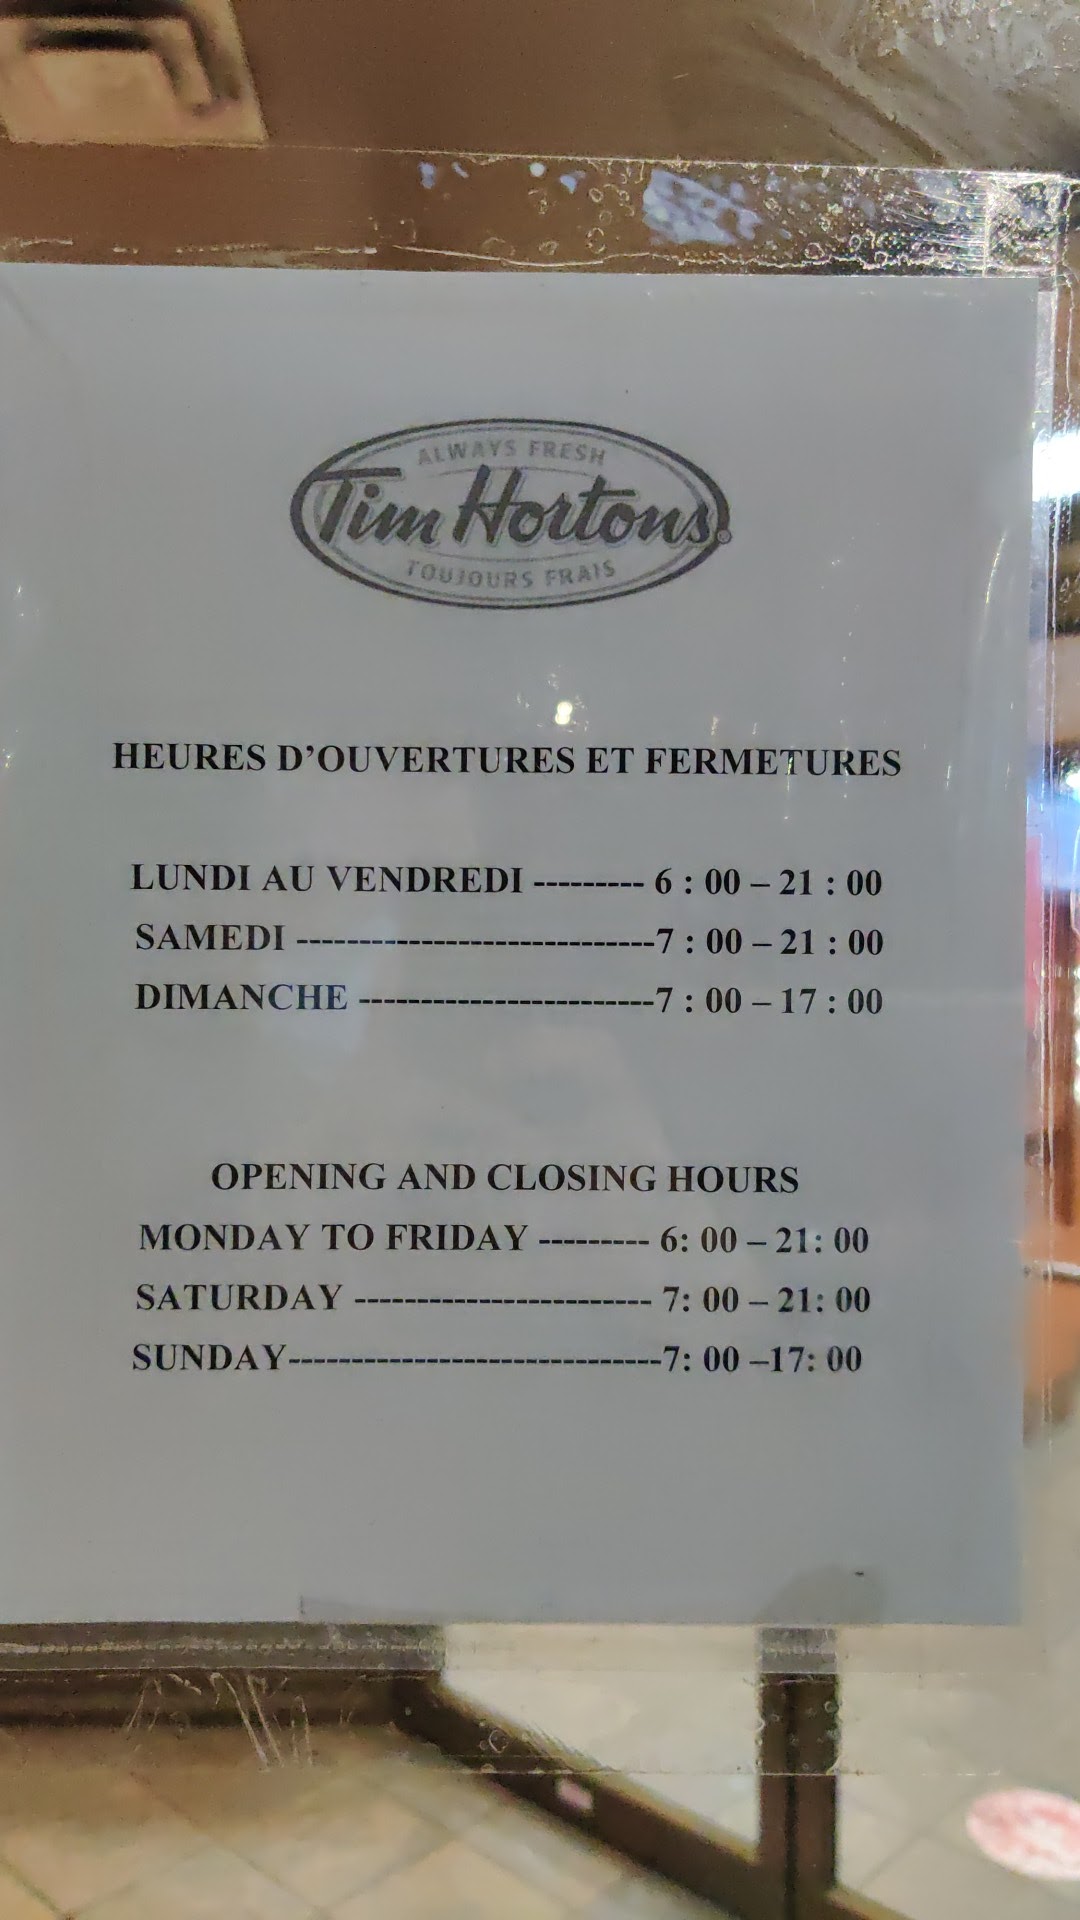 ALWAYS FRESH
Tim Hortons®
TOUJOURS FRAIS
HEURES D'OUVERTURES ET FERMETURES
LUNDI AU VENDREDI --------- 6 : 00 – 21 : 00
SAMEDI -----------------------------7 : 00 – 21 : 00
DIMANCHE ------------------------7 : 00 – 17 : 00
OPENING AND CLOSING HOURS
MONDAY TO FRIDAY --------- 6: 00 – 21: 00
SATURDAY ------------------------ 7: 00 – 21: 00
SUNDAY------------------------------7: 00 –17: 00